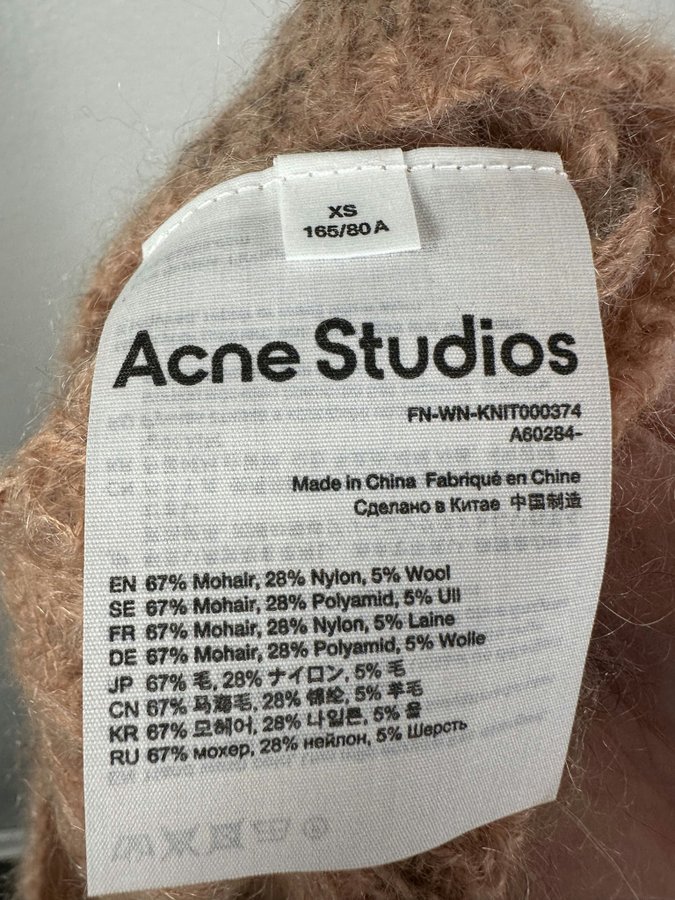 XS
165/80A
Acne Studios
FN-WN-KNIT000374
A60284-
Made in China Fabriqué en Chine
Сделано в Китае 中国制造
EN 67% Mohair, 28% Nylon, 5% Wool
SE 67% Mohair, 28% Polyamid, 5% Ull
FR 67% Mohair, 28% Nylon, 5% Laine
DE 67% Mohair, 28% Polyamid, 5% Wolle
JP 67% 毛, 28% ナイロン, 5% 毛
CN 67% 马海毛, 28% 锦纶, 5% 羊毛
KR 67% 모헤어, 28% 나일론, 5% 울
RU 67% мохер, 28% нейлон, 5% Шерсть